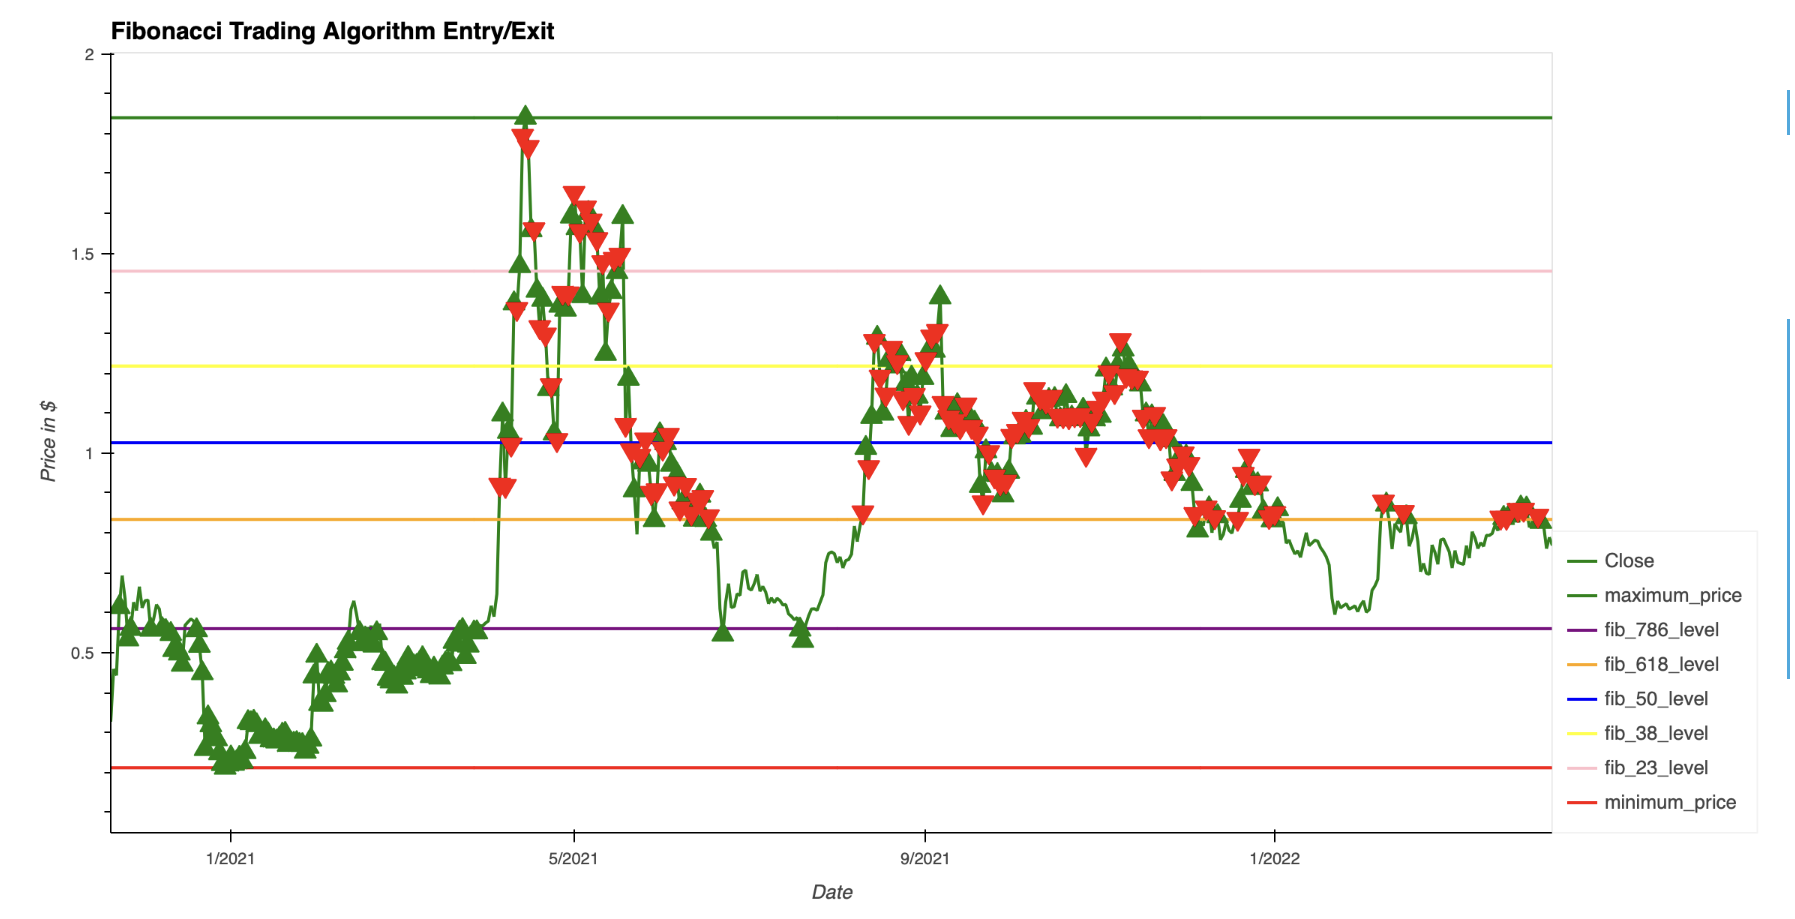 Fibonacci Trading Algorithm Entry/Exit
2
1.5
1
0.5
Price in $
1/2021
5/2021
9/2021
1/2022
Date
Close
maximum_price
fib_786_level
fib_618_level
fib_50_level
fib_38_level
fib_23_level
minimum_price